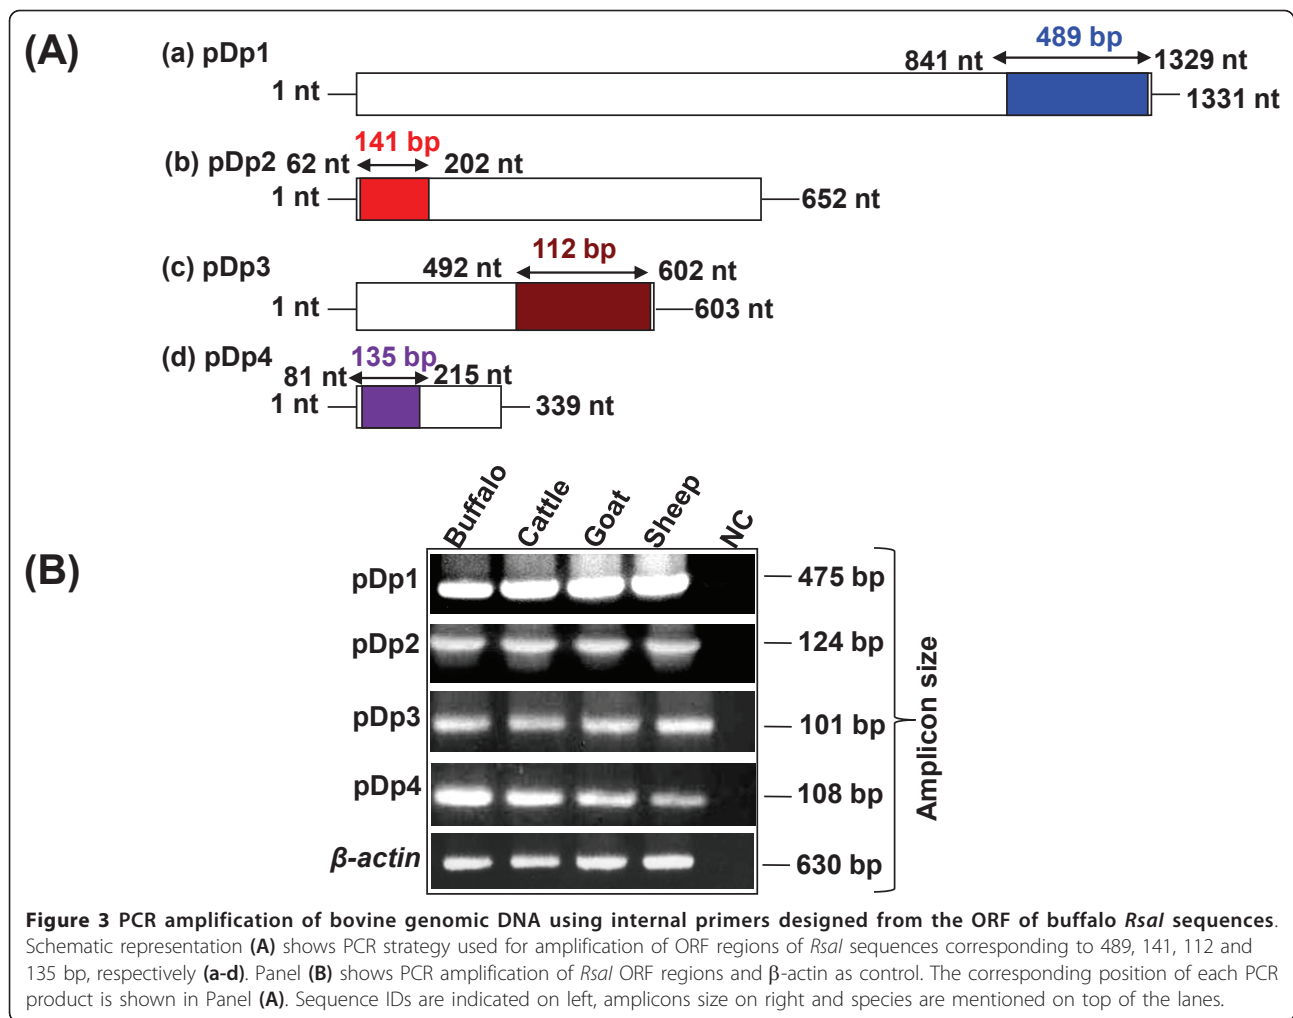 (A)
(a) pDp1
489 bp
841 nt
1329 nt
1 nt
1331 nt
(b) pDp2
141 bp
62 nt
202 nt
1 nt
652 nt
(c) pDp3
112 bp
492 nt
602 nt
1 nt
603 nt
(d) pDp4
135 bp
81 nt
215 nt
1 nt
339 nt
(B)
Buffalo
Cattle
Goat
Sheep
NC
pDp1
475 bp
pDp2
124 bp
pDp3
101 bp
pDp4
108 bp
β-actin
630 bp
Amplicon size
Figure 3 PCR amplification of bovine genomic DNA using internal primers designed from the ORF of buffalo RsaI sequences.
Schematic representation (A) shows PCR strategy used for amplification of ORF regions of RsaI sequences corresponding to 489, 141, 112 and
135 bp, respectively (a-d). Panel (B) shows PCR amplification of RsaI ORF regions and β-actin as control. The corresponding position of each PCR
product is shown in Panel (A). Sequence IDs are indicated on left, amplicons size on right and species are mentioned on top of the lanes.